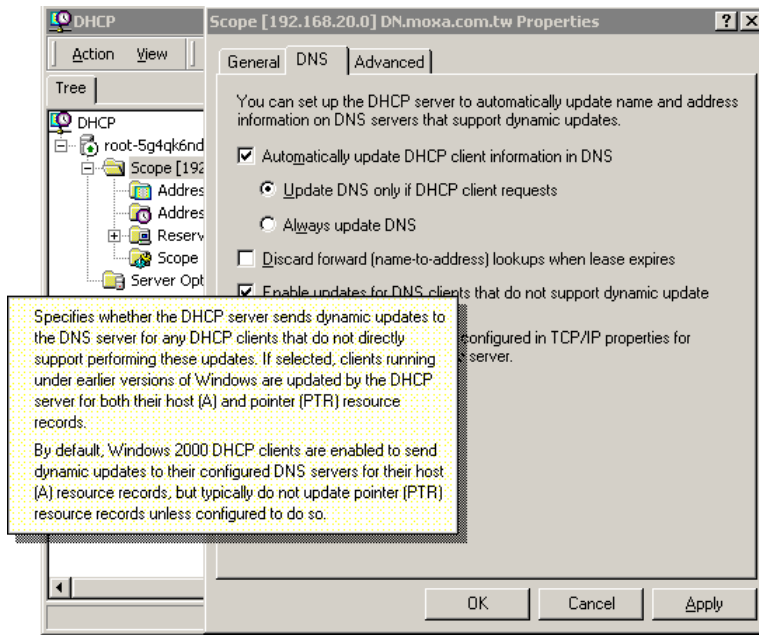 DHCP
Action View
Tree
DHCP
root-5g4qk6nd
Scope [192
Addres
Addres
Reserv
Scope
Server Opt
Scope [192.168.20.0] DN.moxa.com.tw Properties
General DNS Advanced
You can set up the DHCP server to automatically update name and address
information on DNS servers that support dynamic updates.
Automatically update DHCP client information in DNS
Update DNS only if DHCP client requests
Always update DNS
Discard forward (name-to-address) lookups when lease expires
Enable updates for DNS clients that do not support dynamic update
configured in TCP/IP properties for
server.
Specifies whether the DHCP server sends dynamic updates to
the DNS server for any DHCP clients that do not directly
support performing these updates. If selected, clients running
under earlier versions of Windows are updated by the DHCP
server for both their host (A) and pointer (PTR) resource
records.
By default, Windows 2000 DHCP clients are enabled to send
dynamic updates to their configured DNS servers for their host
(A) resource records, but typically do not update pointer (PTR)
resource records unless configured to do so.
OK Cancel Apply